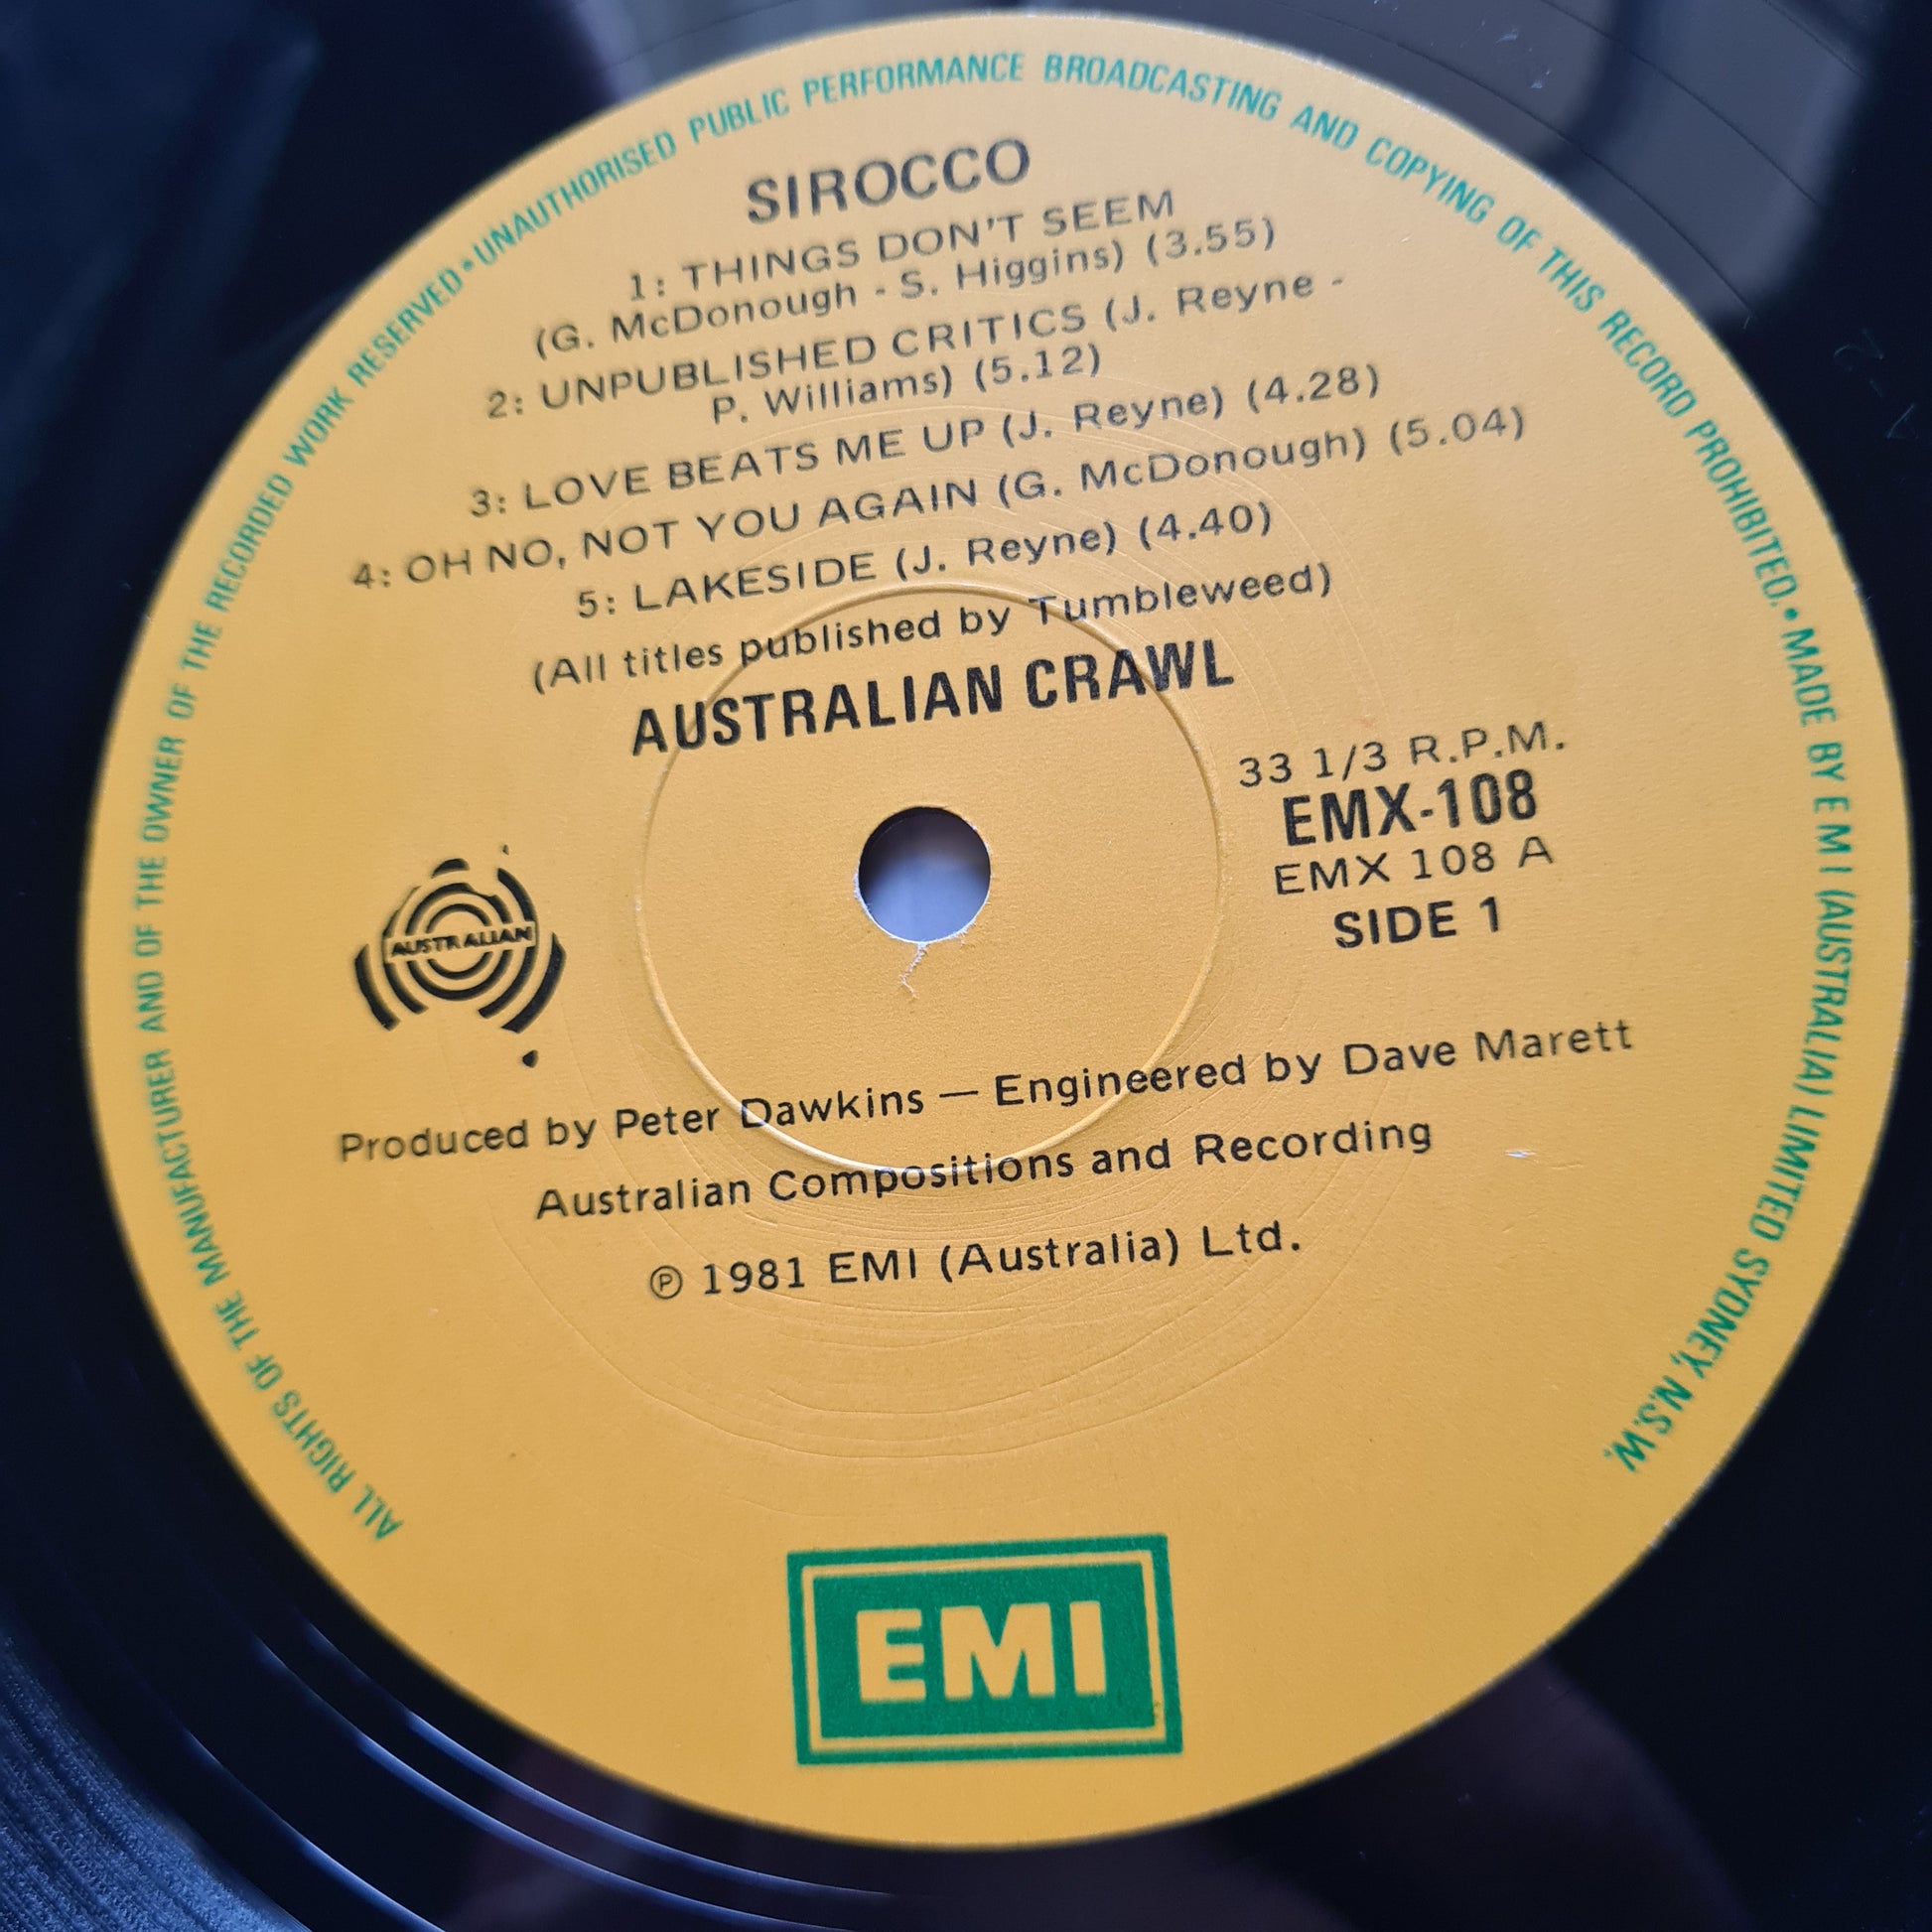 ALL RIGHTS OF THE MANUFACTURER AND OF THE OWNER OF THE RECORDED WORK RESERVED • UNAUTHORISED PUBLIC PERFORMANCE BROADCASTING AND COPYING OF THIS RECORD PROHIBITED. • MADE BY EMI (AUSTRALIA) LIMITED SYDNEY, N.S.W.
SIROCCO
1: THINGS DON'T SEEM
(G. McDonough - S. Higgins) (3.55)
2: UNPUBLISHED CRITICS (J. Reyne -
P. Williams) (5.12)
3: LOVE BEATS ME UP (J. Reyne) (4.28)
4: OH NO, NOT YOU AGAIN (G. McDonough) (5.04)
5: LAKESIDE (J. Reyne) (4.40)
(All titles published by Tumbleweed)
AUSTRALIAN CRAWL
33 1/3 R.P.M.
EMX-108
EMX 108 A
SIDE 1
AUSTRALIAN
Produced by Peter Dawkins — Engineered by Dave Marett
Australian Compositions and Recording
℗ 1981 EMI (Australia) Ltd.
EMI